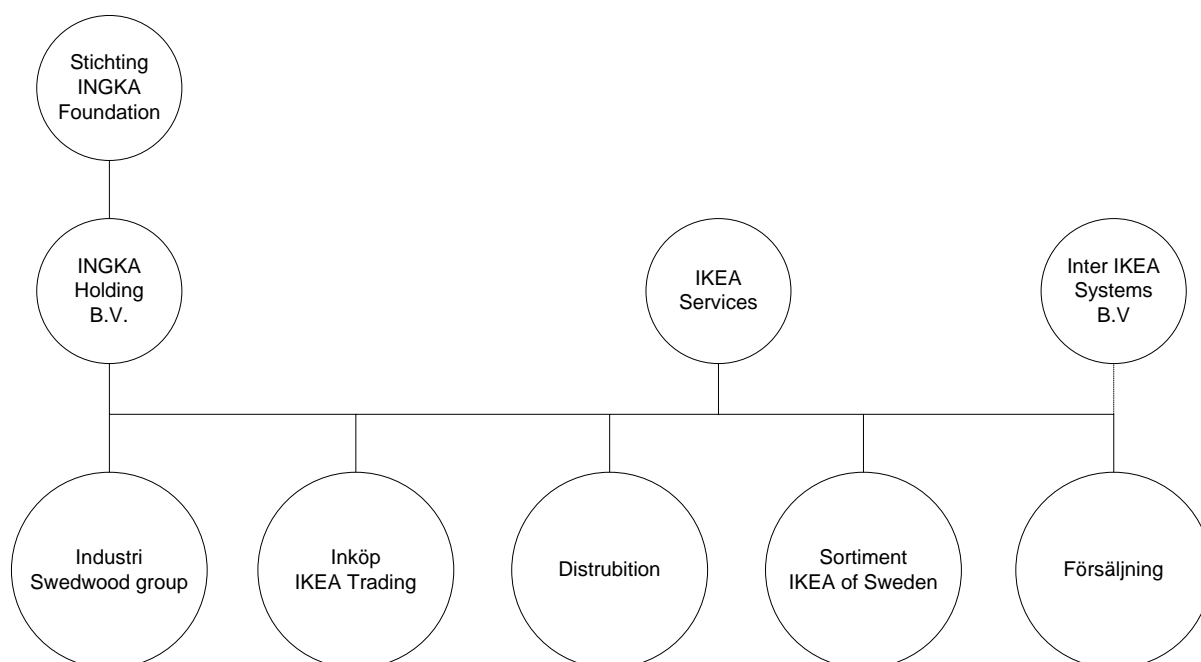 Stichting
INGKA
Foundation
INGKA
Holding
B.V.
IKEA
Services
Inter IKEA
Systems
B.V
Industri
Swedwood group
Inköp
IKEA Trading
Distrubition
Sortiment
IKEA of Sweden
Försäljning